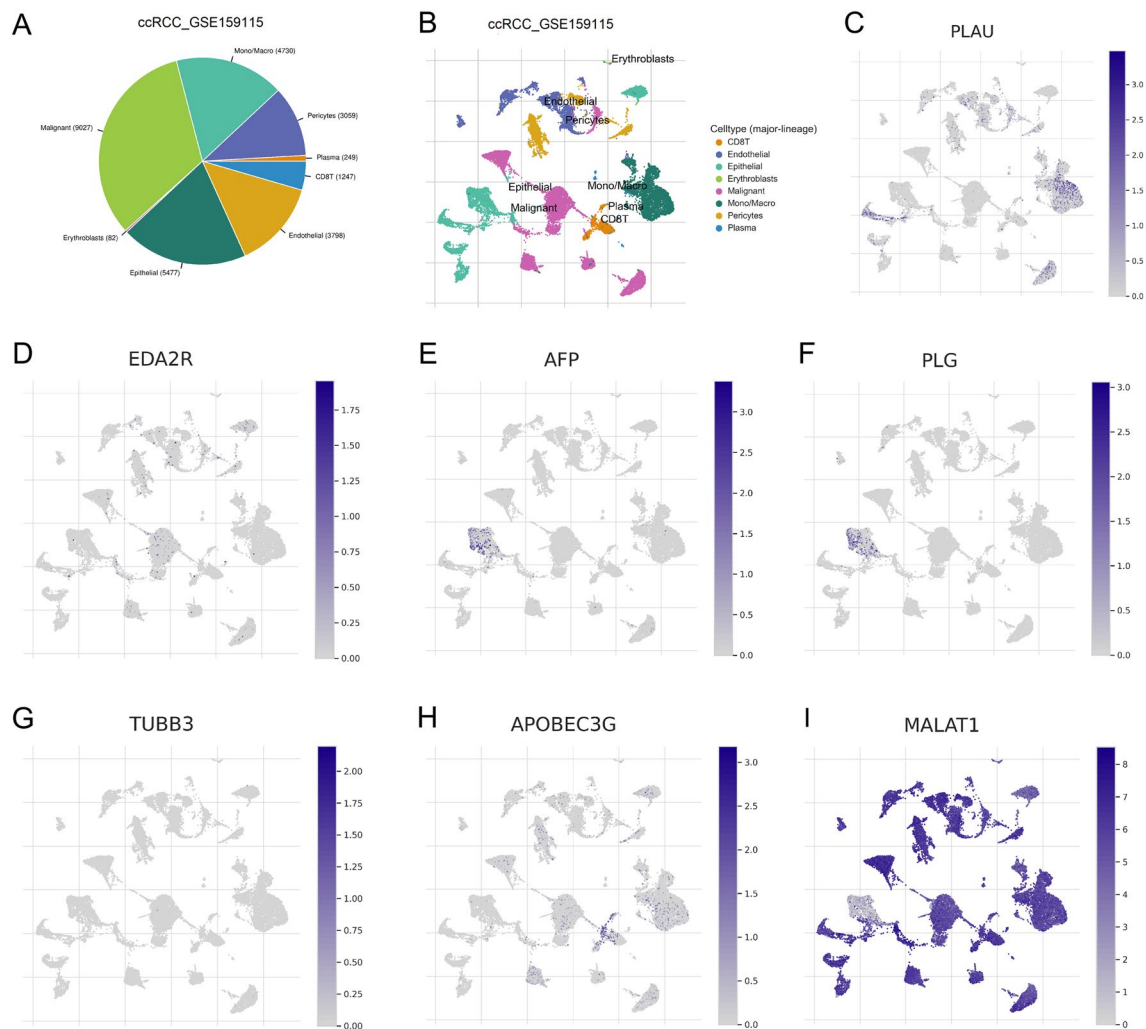 A
ccRCC_GSE159115
Mono/Macro (4730)
Malignant (9027)
Pericytes (3059)
Plasma (249)
CD8T (1247)
Endothelial (3798)
Erythroblasts (82)
Epithelial (5477)
B
ccRCC_GSE159115
Erythroblasts
Endothelial
Pericytes
Epithelial
Mono/Macro
Malignant
Plasma
CD8T
Celltype (major-lineage)
CD8T
Endothelial
Epithelial
Erythroblasts
Malignant
Mono/Macro
Pericytes
Plasma
C
PLAU
3.0
2.5
2.0
1.5
1.0
0.5
0.0
D
EDA2R
1.75
1.50
1.25
1.00
0.75
0.50
0.25
0.00
E
AFP
3.0
2.5
2.0
1.5
1.0
0.5
0.0
F
PLG
3.0
2.5
2.0
1.5
1.0
0.5
0.0
G
TUBB3
2.00
1.75
1.50
1.25
1.00
0.75
0.50
0.25
0.00
H
APOBEC3G
3.0
2.5
2.0
1.5
1.0
0.5
0.0
I
MALAT1
8
7
6
5
4
3
2
1
0